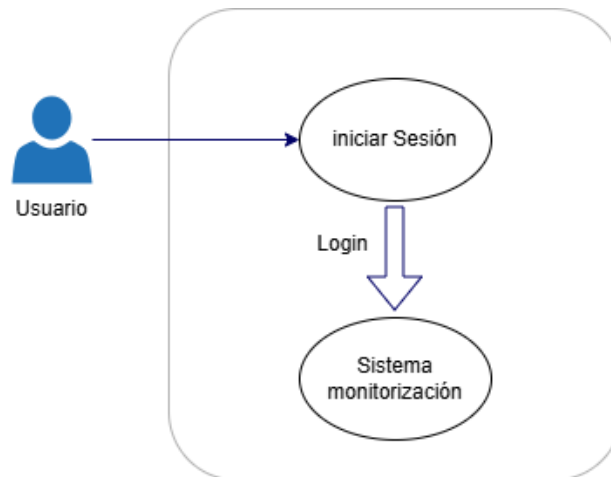 iniciar Sesión
Usuario
Login
Sistema
monitorización